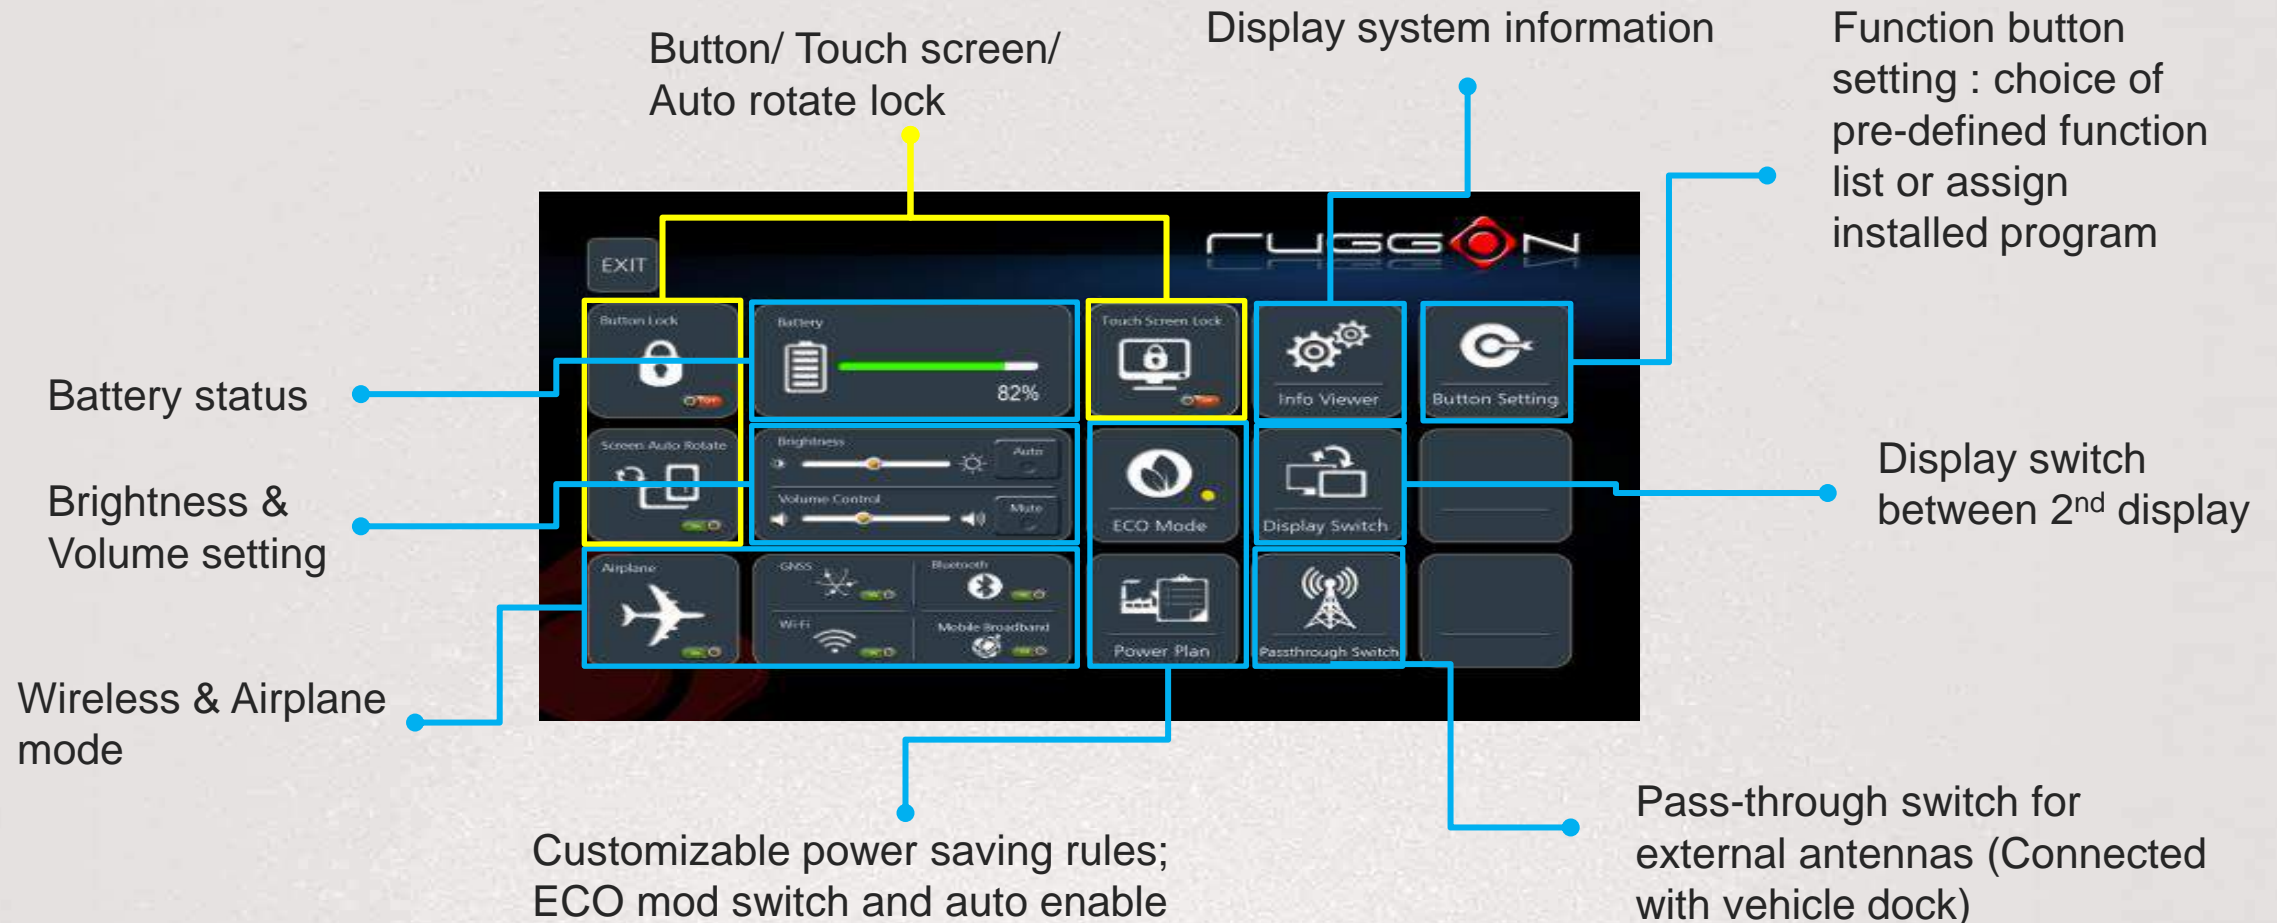 Button/ Touch screen/
Auto rotate lock
Display system information
Function button
setting : choice of
pre-defined function
list or assign
installed program
Battery status
Brightness &
Volume setting
Wireless & Airplane
mode
Customizable power saving rules;
ECO mod switch and auto enable
Display switch
between 2nd display
Pass-through switch for
external antennas (Connected
with vehicle dock)
ruggon
EXIT
Button Lock
Battery
82%
Touch Screen Lock
Info Viewer
Button Setting
Screen Auto Rotate
Brightness
Auto
Volume Control
Mute
ECO Mode
Display Switch
Airplane
GNSS
Bluetooth
Wi-Fi
Mobile Broadband
Power Plan
Passthrough Switch